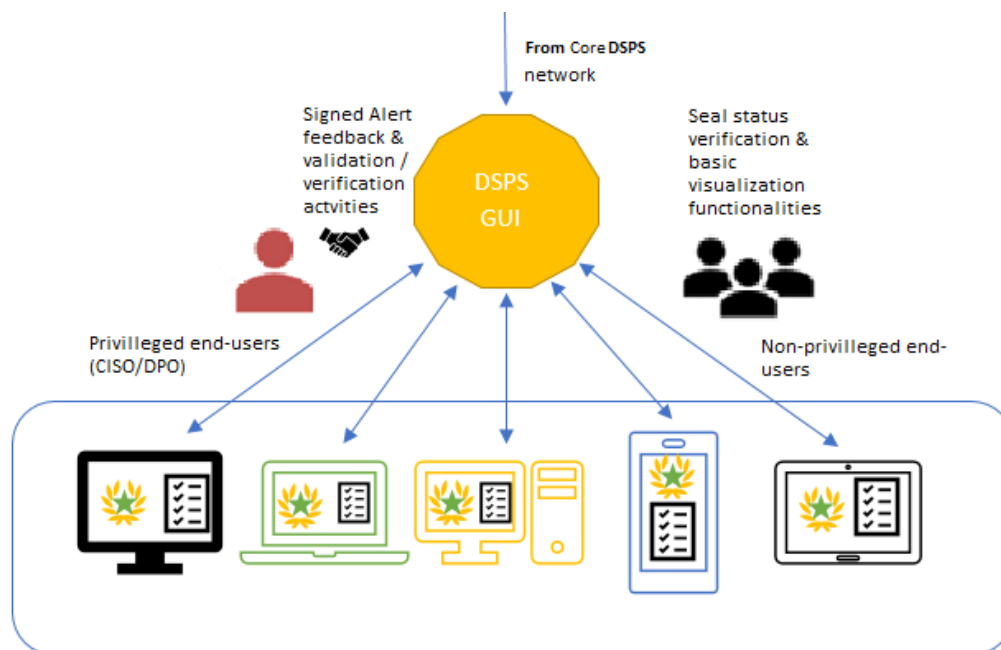 From Core DSPS
network
Signed Alert
feedback &
validation /
verification
actvities
Seal status
verification &
basic
visualization
functionalities
DSPS
GUI
Privilleged end-users
(CISO/DPO)
Non-privilleged end-
users